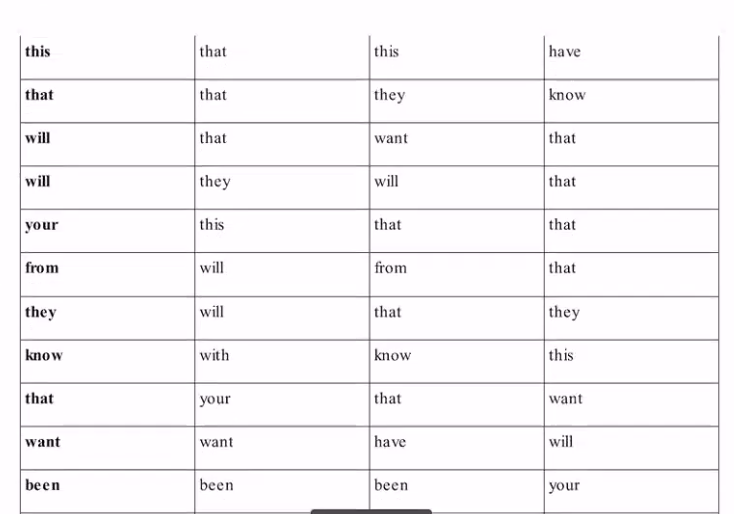 this that this have
that that they know
will that want that
will they will that
your this that that
from will from that
they will that they
know with know this
that your that want
want want have will
been been been your